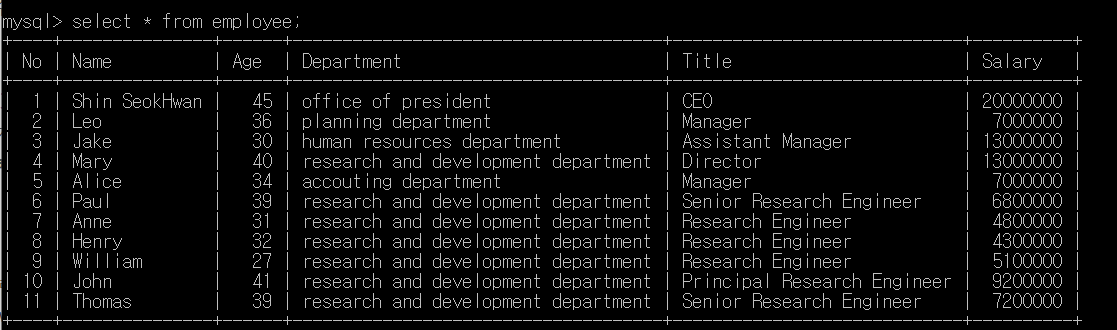 mysql> select * from employee;
| No | Name | Age | Department | Title | Salary |
| 1 | Shin SeokHwan | 45 | office of president | CEO | 20000000 |
| 2 | Leo | 36 | planning department | Manager | 7000000 |
| 3 | Jake | 30 | human resources department | Assistant Manager | 13000000 |
| 4 | Mary | 40 | research and development department | Director | 13000000 |
| 5 | Alice | 34 | accouting department | Manager | 7000000 |
| 6 | Paul | 39 | research and development department | Senior Research Engineer | 6800000 |
| 7 | Anne | 31 | research and development department | Research Engineer | 4800000 |
| 8 | Henry | 32 | research and development department | Research Engineer | 4300000 |
| 9 | William | 27 | research and development department | Research Engineer | 5100000 |
| 10 | John | 41 | research and development department | Principal Research Engineer | 9200000 |
| 11 | Thomas | 39 | research and development department | Senior Research Engineer | 7200000 |